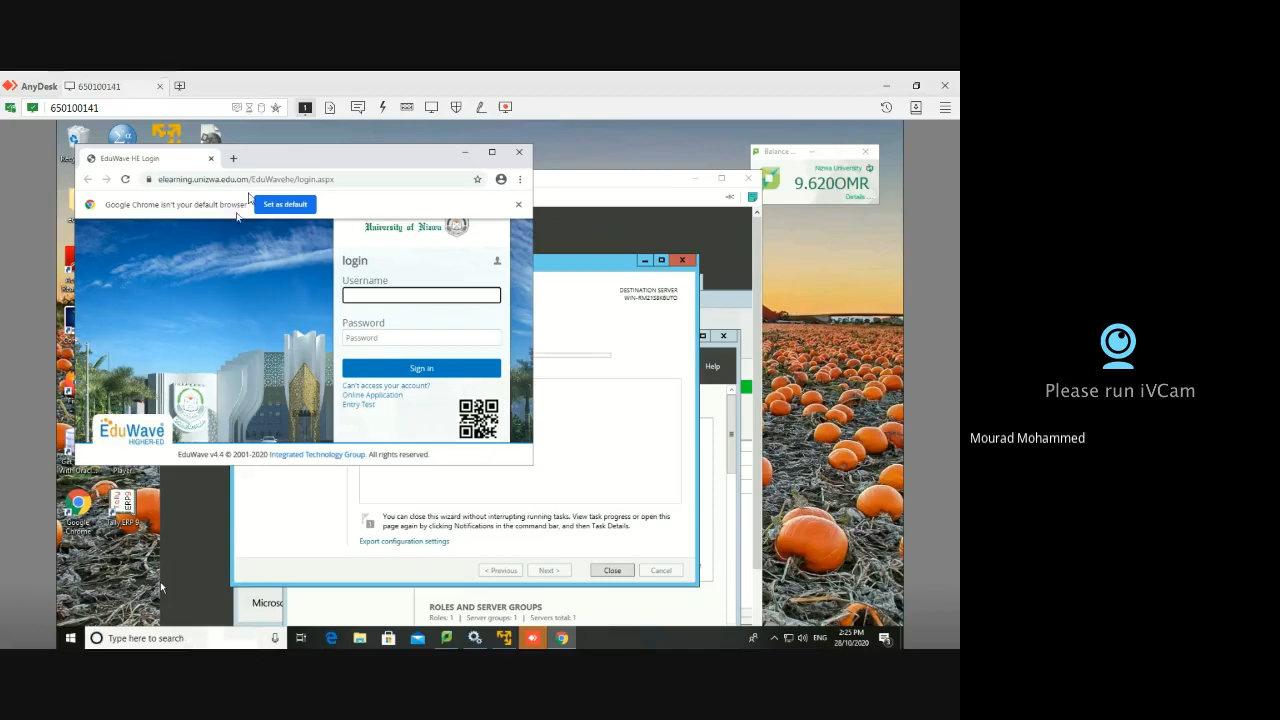 AnyDesk
650100141
650100141
EduWave HE Login
elearning.unizwa.edu.om/EduWavehe/login.aspx
Google Chrome isn't your default browser
Set as default
University of Nizwa
login
Username
Password
Password
Sign in
Can't access your account?
Online Application
Entry Test
EduWave
HIGHER-ED
EduWave v4.4 © 2001-2020 Integrated Technology Group. All rights reserved.
Balance ...
Nizwa University
9.620OMR
Details ...
DESTINATION SERVER
Help
You can close this wizard without interrupting running tasks. View task progress or open this
page again by clicking Notifications in the command bar, and then Task Details.
Export configuration settings
< Previous
Next >
Close
Cancel
ROLES AND SERVER GROUPS
Roles: 1 | Server groups: 1 | Servers total: 1
Google
Chrome
Tally.ERP 9
Player
Type here to search
ENG
2:25 PM
28/10/2020
Please run iVCam
Mourad Mohammed